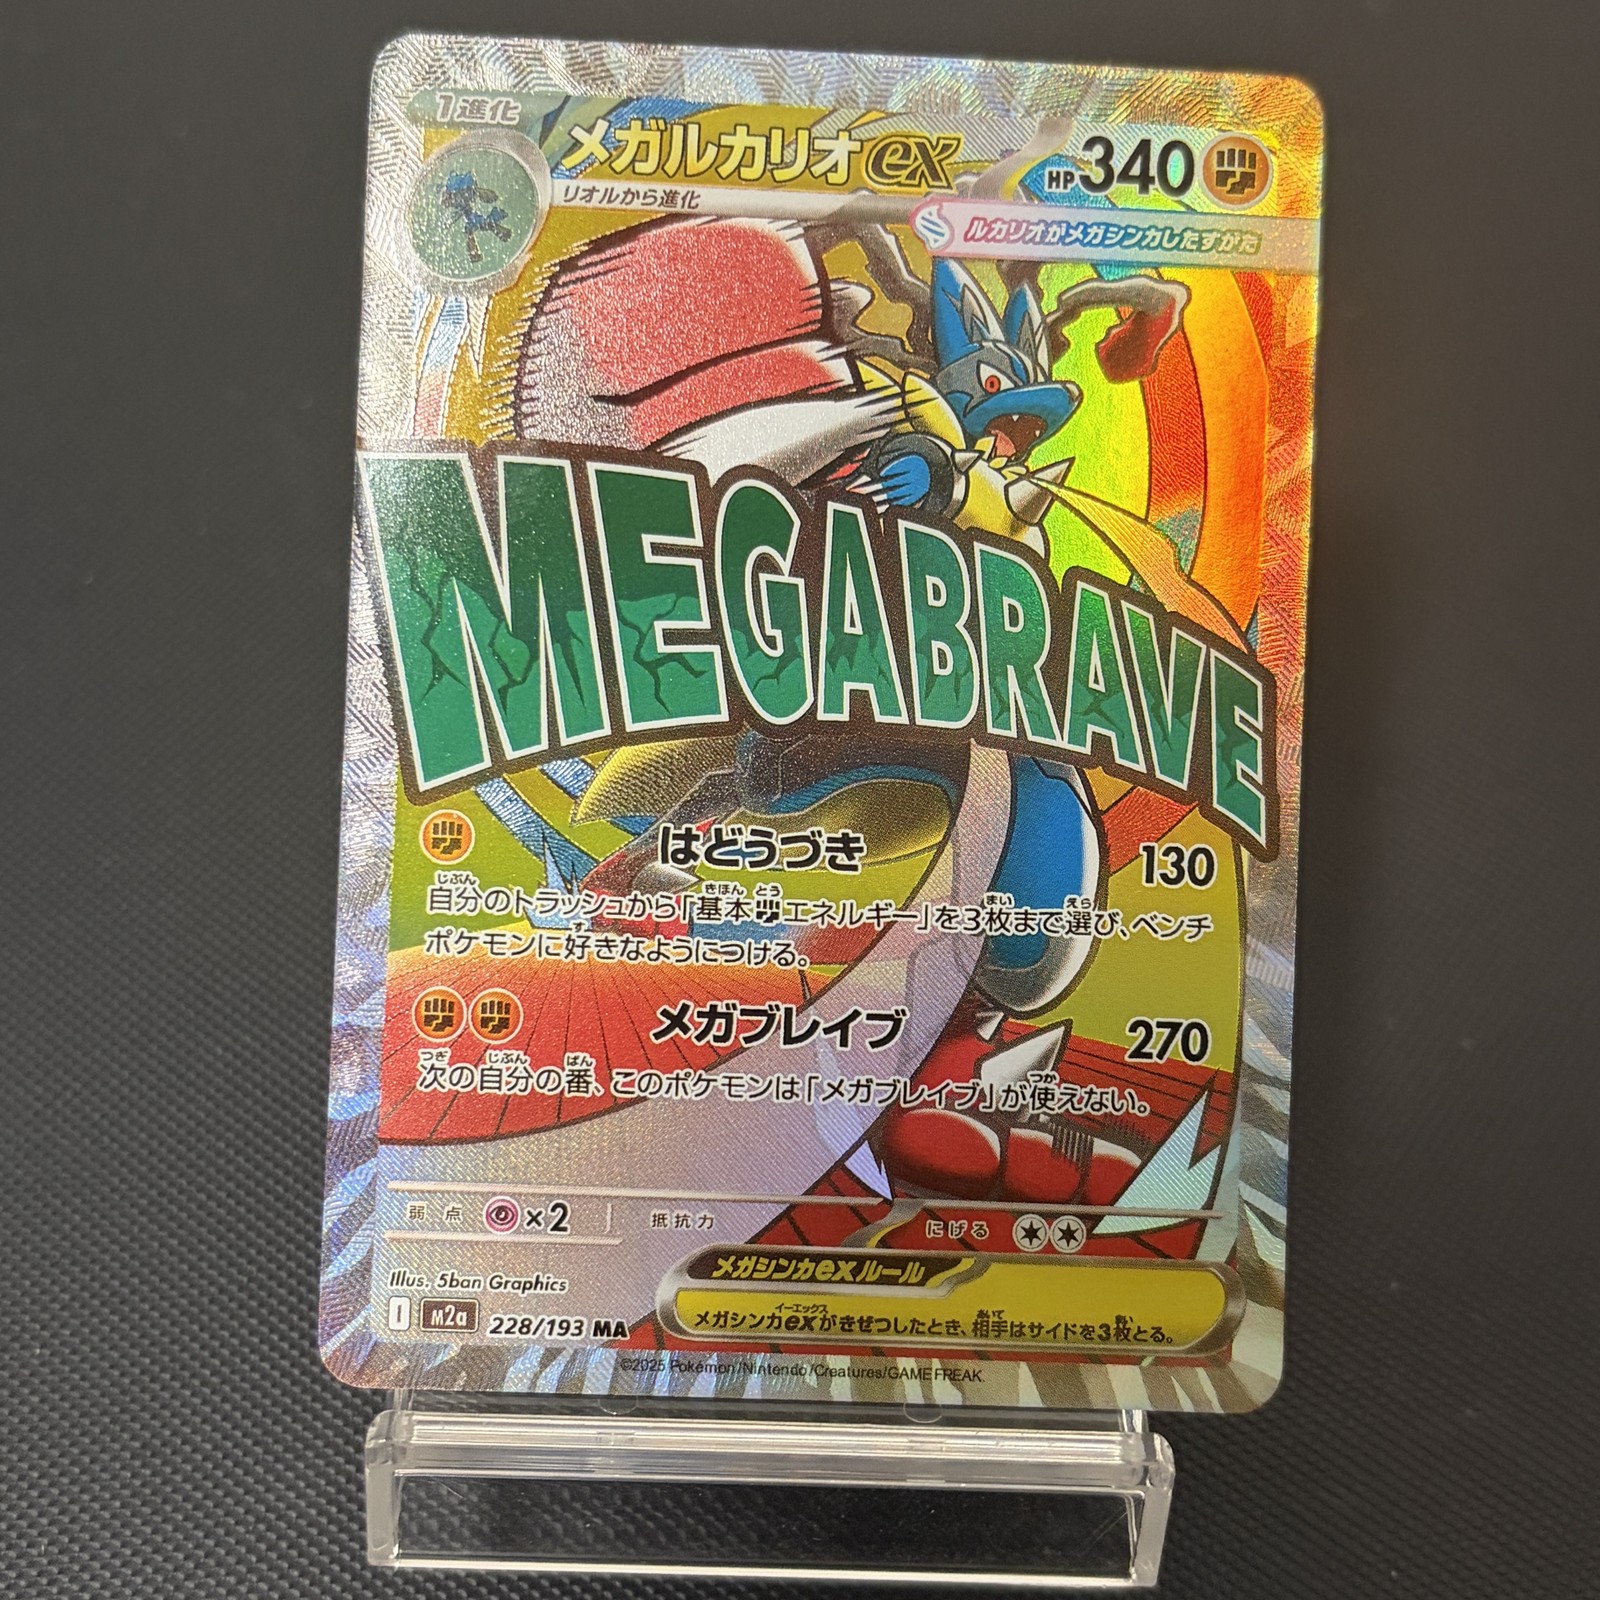 1進化
メガルカリオex
HP340
リオルから進化
ルカリオがメガシンカしたすがた
MEGABRAVE
はどうづき 130
自分のトラッシュから「基本エネルギー」を3枚まで選び、ベンチ
ポケモンに好きなようにつける。
メガブレイブ 270
次の自分の番、このポケモンは「メガブレイブ」が使えない。
弱点 ×2 抵抗力 にげる
Illus. 5ban Graphics
メガシンカexルール
メガシンカexがきぜつしたとき、相手はサイドを3枚とる。
I M2a 228/193 MA
©2025 Pokémon/Nintendo/Creatures/GAME FREAK.